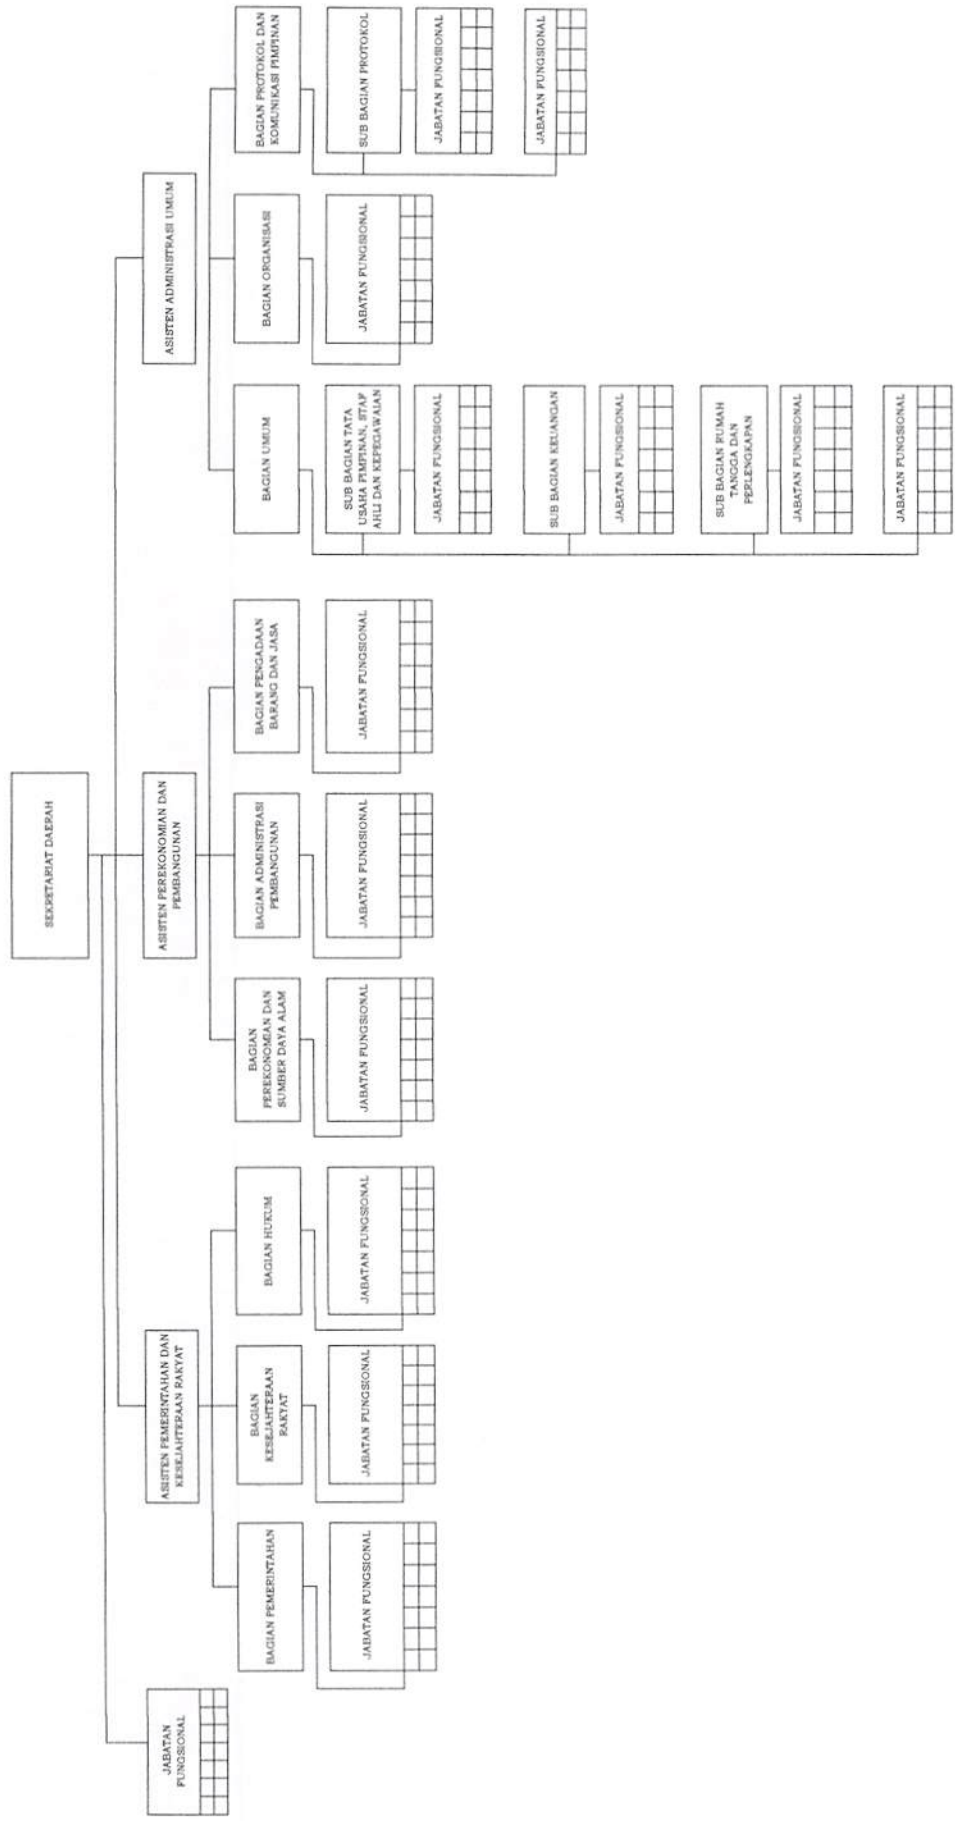 SEKRETARIAT DAERAH
JABATAN
FUNGSIONAL
ASISTEN PEMERINTAHAN DAN
KESEJAHTERAAN RAKYAT
ASISTEN PEREKONOMIAN DAN
PEMBANGUNAN
ASISTEN ADMINISTRASI UMUM
BAGIAN PEMERINTAHAN
BAGIAN
KESEJAHTERAAN
RAKYAT
BAGIAN HUKUM
BAGIAN
PEREKONOMIAN DAN
SUMBER DAYA ALAM
BAGIAN ADMINISTRASI
PEMBANGUNAN
BAGIAN PENGADAAN
BARANG DAN JASA
BAGIAN UMUM
BAGIAN ORGANISASI
BAGIAN PROTOKOL DAN
KOMUNIKASI PIMPINAN
JABATAN FUNGSIONAL
JABATAN FUNGSIONAL
JABATAN FUNGSIONAL
JABATAN FUNGSIONAL
JABATAN FUNGSIONAL
JABATAN FUNGSIONAL
SUB BAGIAN TATA
USAHA PIMPINAN, STAF
AHLI DAN KEPEGAWAIAN
JABATAN FUNGSIONAL
SUB BAGIAN PROTOKOL
JABATAN FUNGSIONAL
JABATAN FUNGSIONAL
SUB BAGIAN KEUANGAN
JABATAN FUNGSIONAL
JABATAN FUNGSIONAL
SUB BAGIAN RUMAH
TANGGA DAN
PERLENGKAPAN
JABATAN FUNGSIONAL
JABATAN FUNGSIONAL